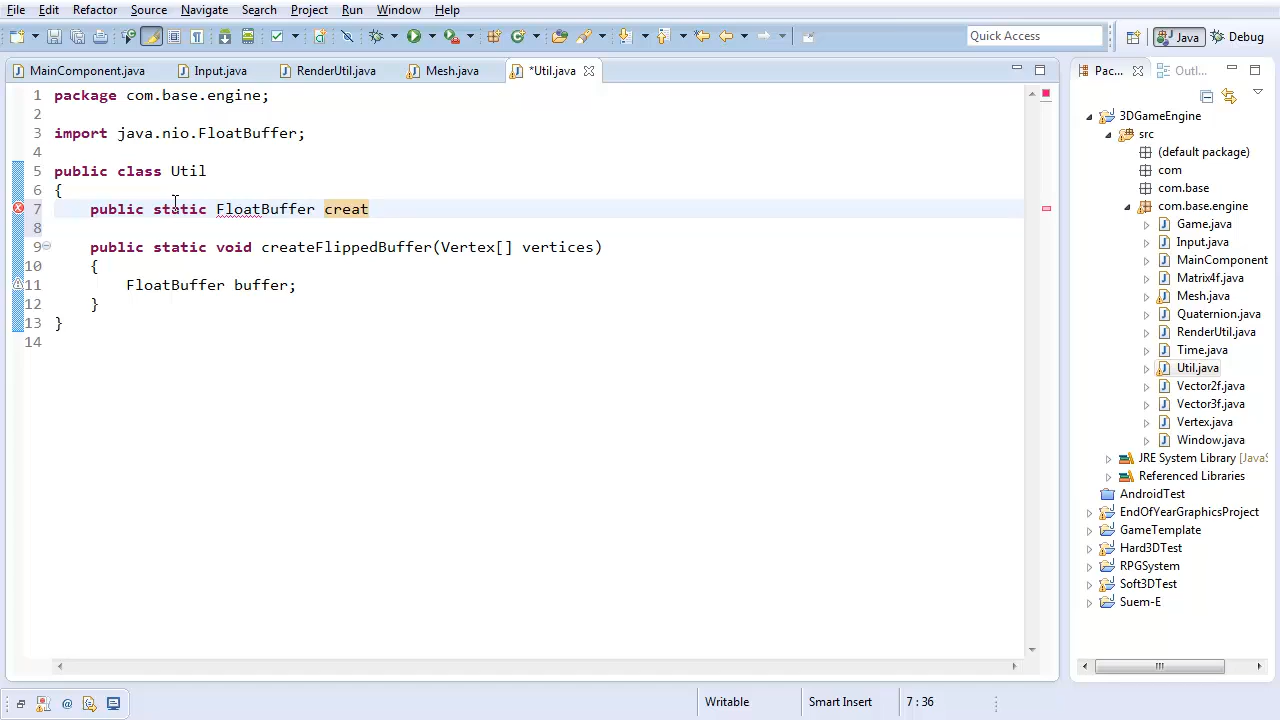 File Edit Refactor Source Navigate Search Project Run Window Help
Quick Access Java Debug
MainComponent.java Input.java RenderUtil.java Mesh.java *Util.java
Pac... Outl...
1 package com.base.engine;
2
3 import java.nio.FloatBuffer;
4
5 public class Util
6 {
7 public static FloatBuffer creat
8
9 public static void createFlippedBuffer(Vertex[] vertices)
10 {
11 FloatBuffer buffer;
12 }
13 }
14
3DGameEngine
src
(default package)
com
com.base
com.base.engine
Game.java
Input.java
MainComponent
Matrix4f.java
Mesh.java
Quaternion.java
RenderUtil.java
Time.java
Util.java
Vector2f.java
Vector3f.java
Vertex.java
Window.java
JRE System Library [JavaS
Referenced Libraries
AndroidTest
EndOfYearGraphicsProject
GameTemplate
Hard3DTest
RPGSystem
Soft3DTest
Suem-E
Writable Smart Insert 7 : 36